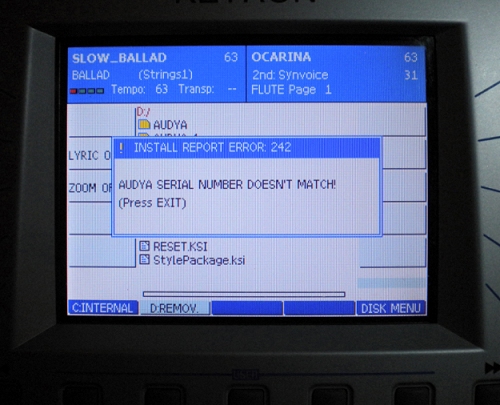 SLOW_BALLAD 63
BALLAD (Strings1)
Tempo: 63 Transp: --
OCARINA 63
2nd: Synvoice 31
FLUTE Page 1
D:/
AUDYA
LYRIC O
ZOOM OF
! INSTALL REPORT ERROR: 242
AUDYA SERIAL NUMBER DOESN'T MATCH!
(Press EXIT)
RESET.KSI
StylePackage.ksi
C:INTERNAL D:REMOV. DISK MENU